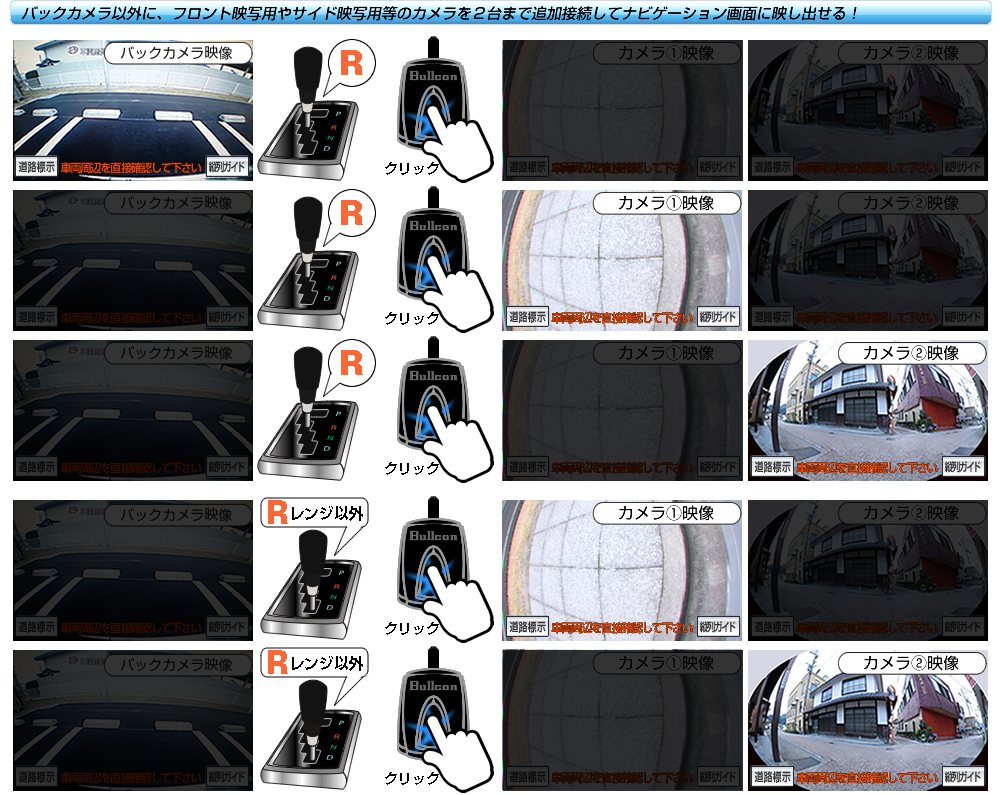 バックカメラ以外に、フロント映写用やサイド映写用等のカメラを２台まで追加接続してナビゲーション画面に映し出せる！
バックカメラ映像
R
Bullcon
カメラ①映像
カメラ②映像
P
R
N
D
クリック
道路標示 車両周辺を直接確認して下さい 縦列ガイド
道路標示 車両周辺を直接確認して下さい 縦列ガイド
道路標示 車両周辺を直接確認して下さい 縦列ガイド
バックカメラ映像
R
Bullcon
カメラ①映像
カメラ②映像
P
R
N
D
クリック
道路標示 車両周辺を直接確認して下さい 縦列ガイド
道路標示 車両周辺を直接確認して下さい 縦列ガイド
道路標示 車両周辺を直接確認して下さい 縦列ガイド
バックカメラ映像
R
Bullcon
カメラ①映像
カメラ②映像
P
R
N
D
クリック
道路標示 車両周辺を直接確認して下さい 縦列ガイド
道路標示 車両周辺を直接確認して下さい 縦列ガイド
道路標示 車両周辺を直接確認して下さい 縦列ガイド
バックカメラ映像
Rレンジ以外
Bullcon
カメラ①映像
カメラ②映像
P
R
N
D
クリック
道路標示 車両周辺を直接確認して下さい 縦列ガイド
道路標示 車両周辺を直接確認して下さい 縦列ガイド
道路標示 車両周辺を直接確認して下さい 縦列ガイド
バックカメラ映像
Rレンジ以外
Bullcon
カメラ①映像
カメラ②映像
P
R
N
D
クリック
道路標示 車両周辺を直接確認して下さい 縦列ガイド
道路標示 車両周辺を直接確認して下さい 縦列ガイド
道路標示 車両周辺を直接確認して下さい 縦列ガイド